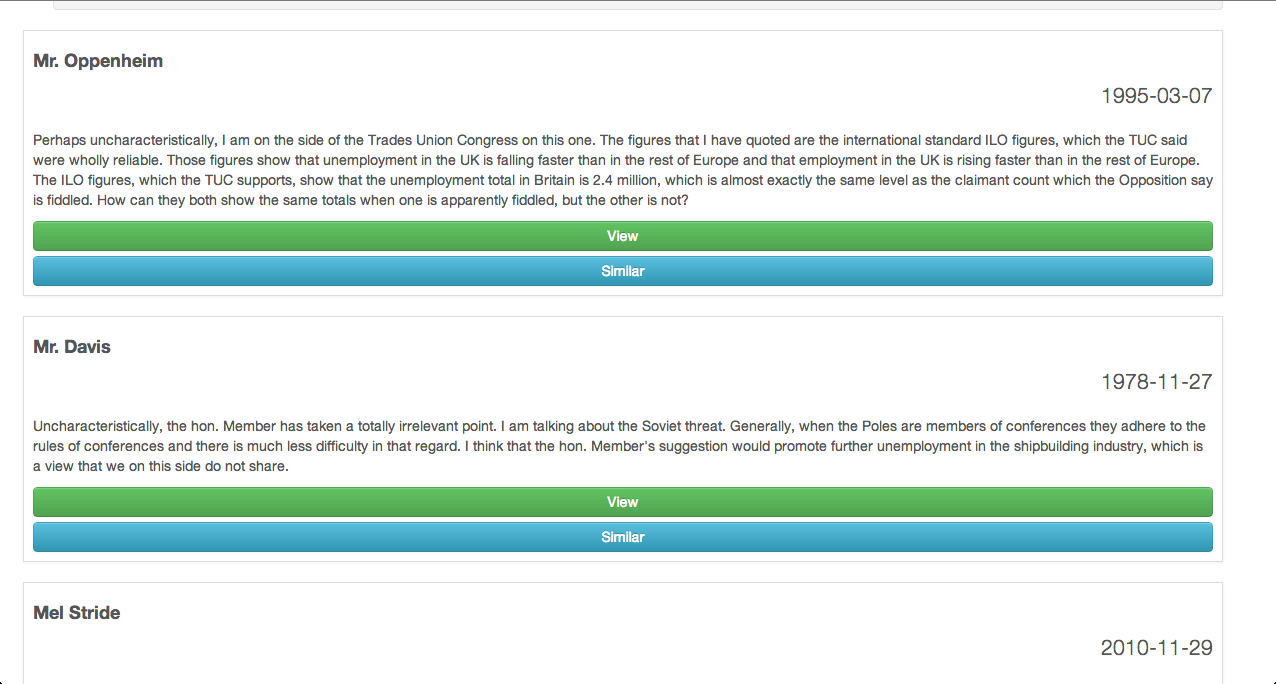 Mr. Oppenheim
1995-03-07
Perhaps uncharacteristically, I am on the side of the Trades Union Congress on this one. The figures that I have quoted are the international standard ILO figures, which the TUC said
were wholly reliable. Those figures show that unemployment in the UK is falling faster than in the rest of Europe and that employment in the UK is rising faster than in the rest of Europe.
The ILO figures, which the TUC supports, show that the unemployment total in Britain is 2.4 million, which is almost exactly the same level as the claimant count which the Opposition say
is fiddled. How can they both show the same totals when one is apparently fiddled, but the other is not?
View
Similar
Mr. Davis
1978-11-27
Uncharacteristically, the hon. Member has taken a totally irrelevant point. I am talking about the Soviet threat. Generally, when the Poles are members of conferences they adhere to the
rules of conferences and there is much less difficulty in that regard. I think that the hon. Member's suggestion would promote further unemployment in the shipbuilding industry, which is
a view that we on this side do not share.
View
Similar
Mel Stride
2010-11-29